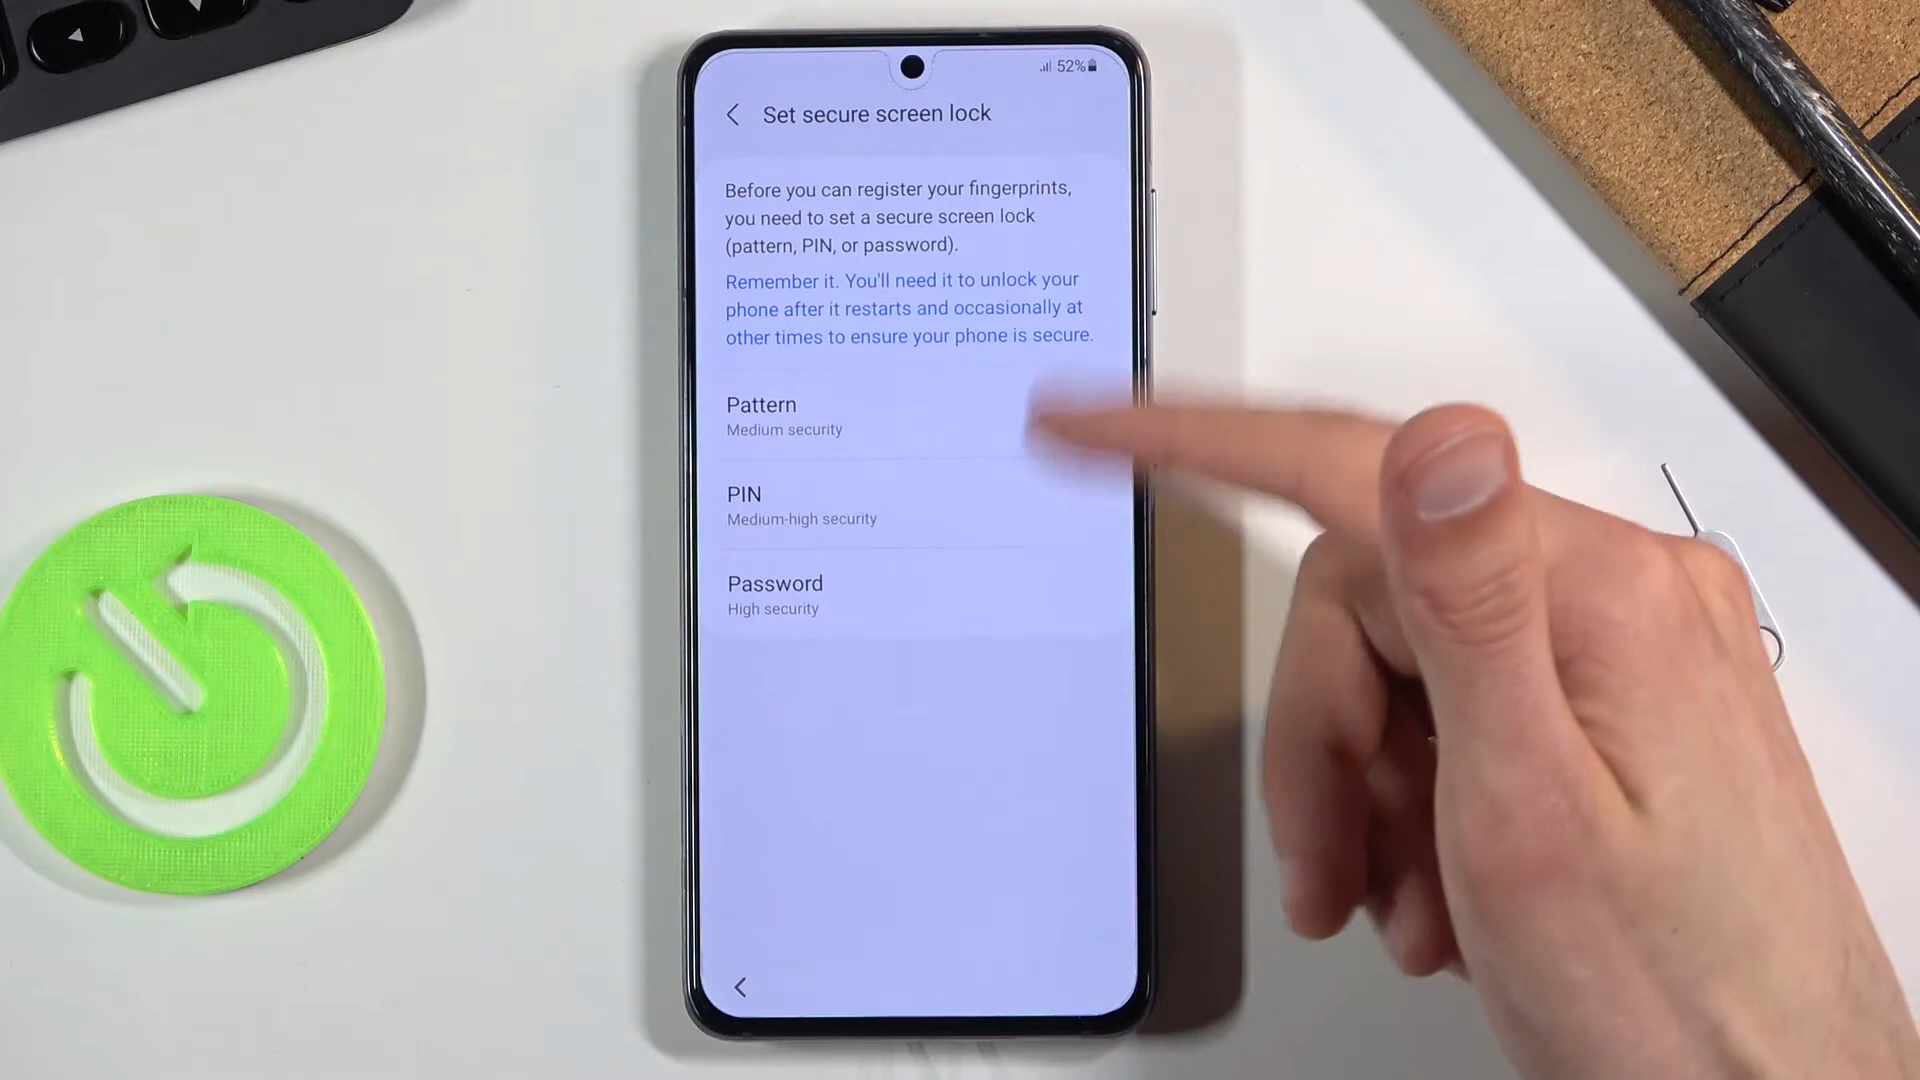 52%
Set secure screen lock
Before you can register your fingerprints,
you need to set a secure screen lock
(pattern, PIN, or password).
Remember it. You'll need it to unlock your
phone after it restarts and occasionally at
other times to ensure your phone is secure.
Pattern
Medium security
PIN
Medium-high security
Password
High security